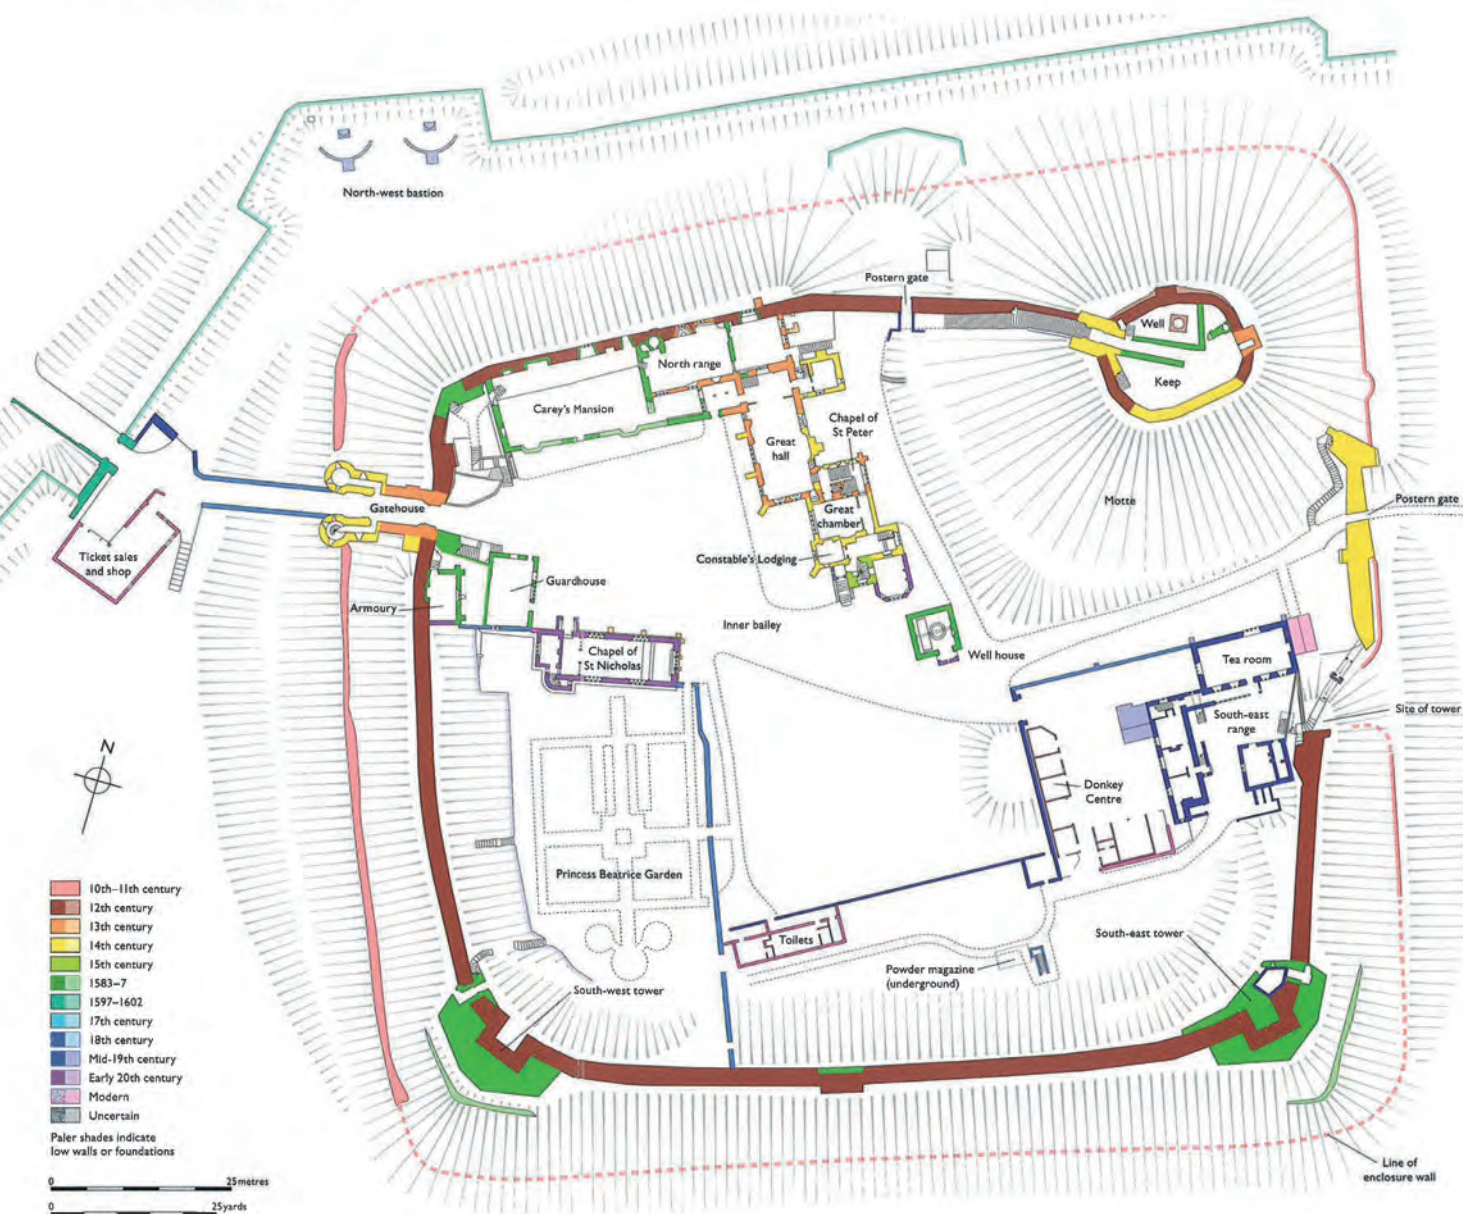 North-west bastion
Postern gate
Well
North range
Keep
Carey's Mansion
Chapel of
St Peter
Great
hall
Motte
Postern gate
Gatehouse
Great
chamber
Ticket sales
and shop
Constable's Lodging
Guardhouse
Armoury
Inner bailey
Chapel of
St Nicholas
Well house
Tea room
Site of tower
South-east
range
N
Donkey
Centre
Princess Beatrice Garden
10th–11th century
12th century
13th century
14th century
15th century
1583–7
1597–1602
17th century
18th century
Mid-19th century
Early 20th century
Modern
Uncertain
Paler shades indicate
low walls or foundations
0 25 metres
0 25 yards
Toilets
South-east tower
Powder magazine
(underground)
South-west tower
Line of
enclosure wall